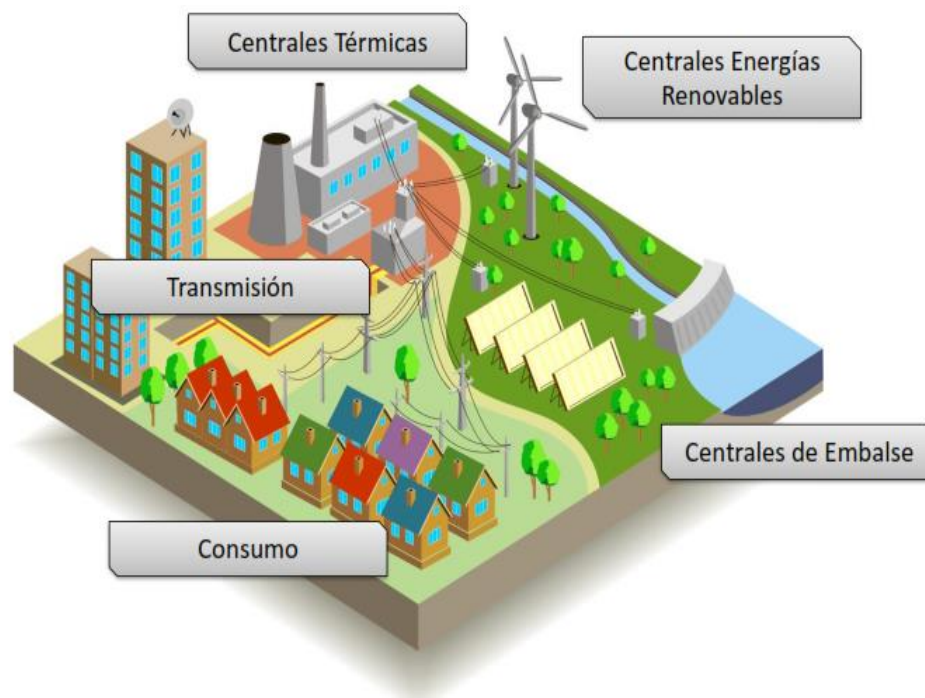 Centrales Térmicas
Centrales Energías
Renovables
Transmisión
Centrales de Embalse
Consumo